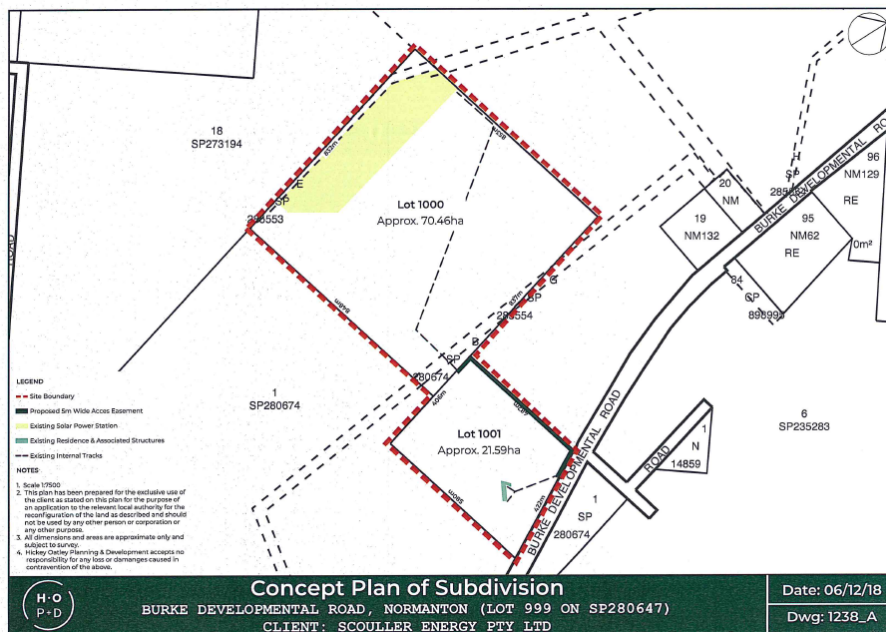 18
SP273194
ROAD
E
SP
832m
Lot 1000
Approx. 70.46ha
837m
G
SP
846m
B
SP
280674
406m
1
SP280674
Lot 1001
Approx. 21.59ha
580m
422m
20
NM
19
NM132
H
SP
96
NM129
RE
95
NM62
RE
0m²
BURKE DEVELOPMENTAL ROAD
BURKE DEVELOPMENTAL ROAD
ROAD
1
N
14859
6
SP235283
1
SP
280674
LEGEND
Site Boundary
Proposed 5m Wide Acces Easement
Existing Solar Power Station
Existing Residence & Associated Structures
Existing Internal Tracks
NOTES
1. Scale 1:7500
2. This plan has been prepared for the exclusive use of
the client as stated on this plan for the purpose of
an application to the relevant local authority for the
reconfiguration of the land as described and should
not be used by any other person or corporation or
any other purpose.
3. All dimensions and areas are approximate only and
subject to survey.
4. Hickey Oatley Planning & Development accepts no
responsibility for any loss or damages caused in
contravention of the above.
H·O
P+D
Concept Plan of Subdivision
BURKE DEVELOPMENTAL ROAD, NORMANTON (LOT 999 ON SP280647)
CLIENT: SCOULLER ENERGY PTY LTD
Date: 06/12/18
Dwg: 1238_A